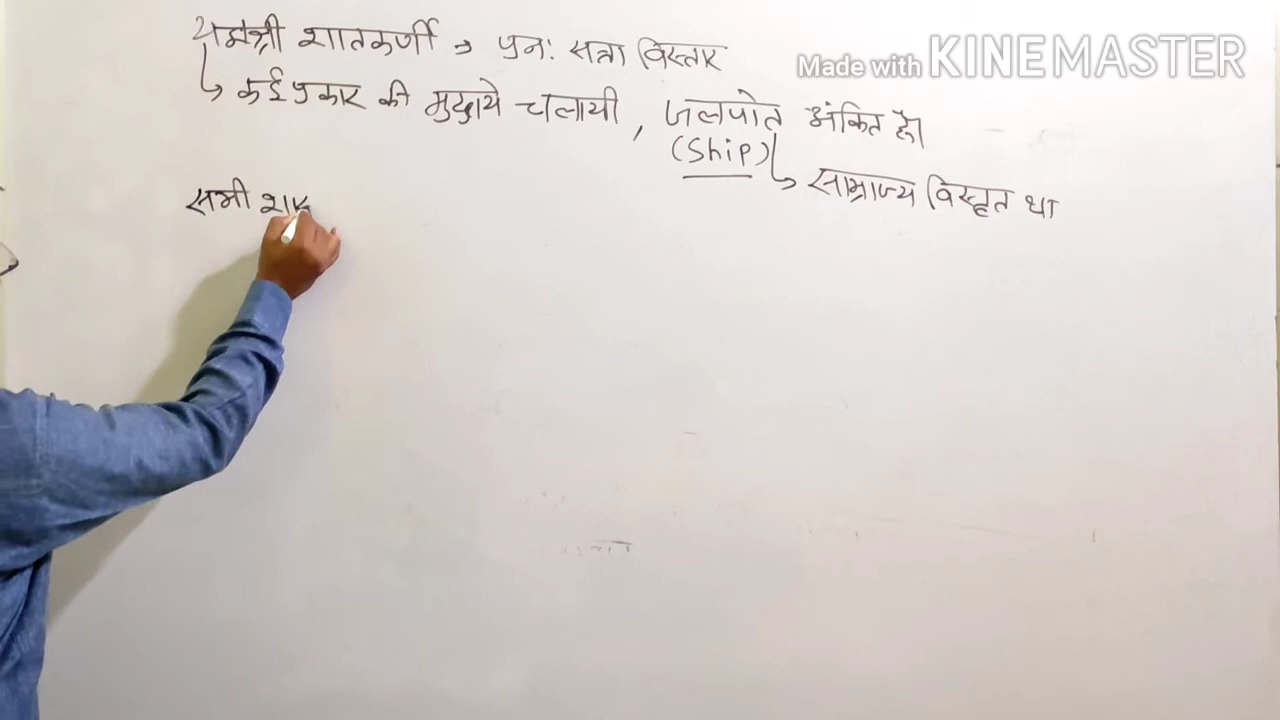 यज्ञश्री शातकर्णी → पुनः सत्ता विस्तार
Made with KINEMASTER
↳ कई प्रकार की मुद्राये चलायी , जलपोत अंकित है।
(Ship)
↳ साम्राज्य विस्तृत था
सभी